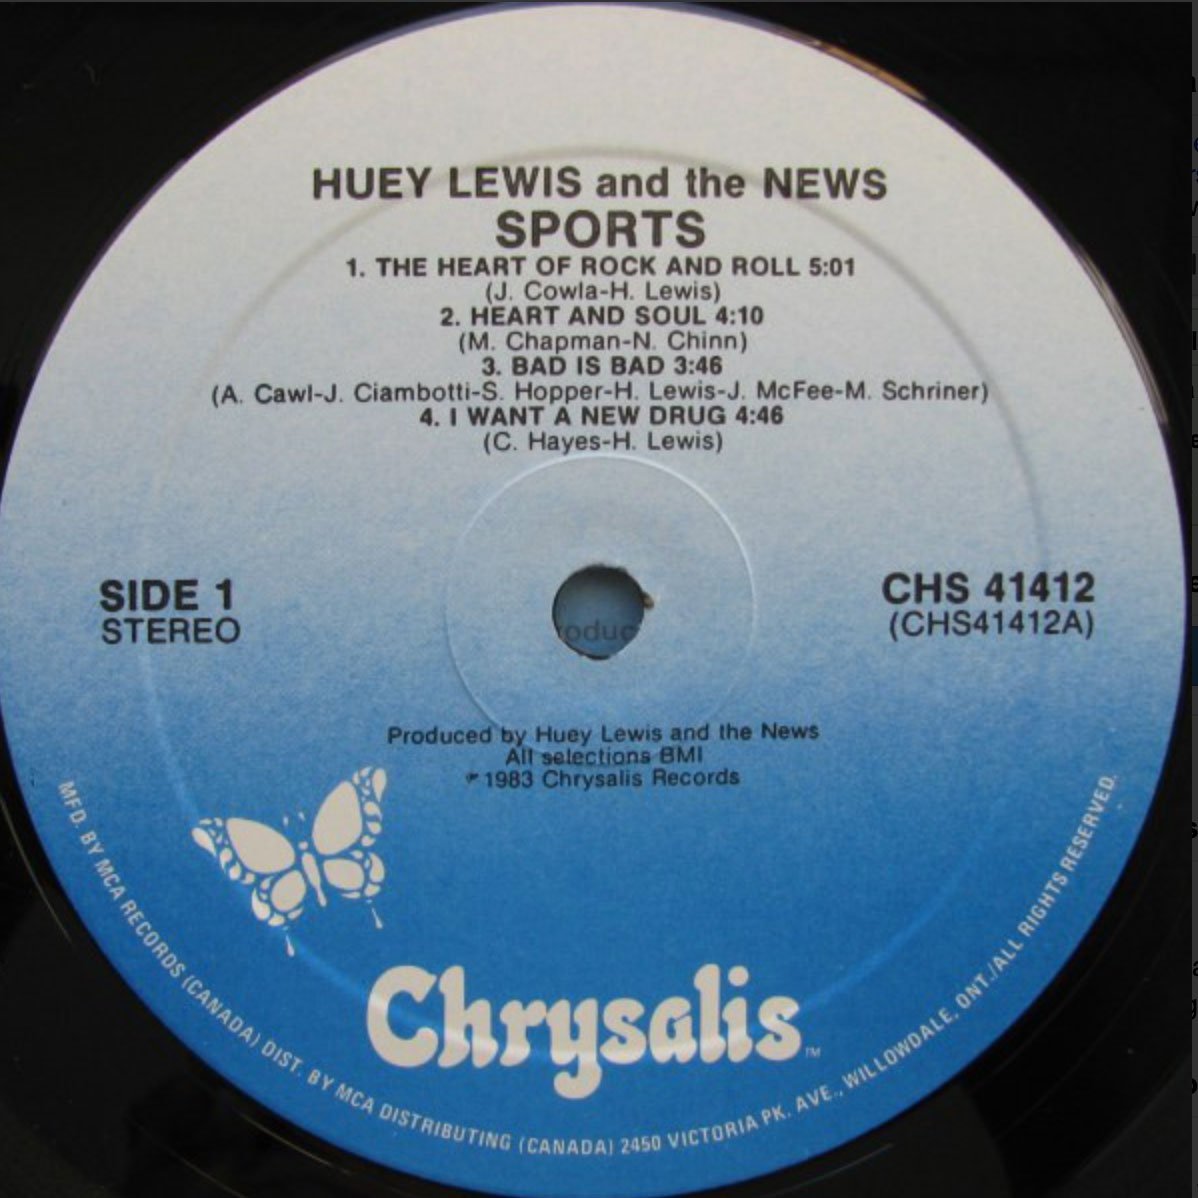 HUEY LEWIS and the NEWS
SPORTS
1. THE HEART OF ROCK AND ROLL 5:01
(J. Cowla-H. Lewis)
2. HEART AND SOUL 4:10
(M. Chapman-N. Chinn)
3. BAD IS BAD 3:46
(A. Cawl-J. Ciambotti-S. Hopper-H. Lewis-J. McFee-M. Schriner)
4. I WANT A NEW DRUG 4:46
(C. Hayes-H. Lewis)
SIDE 1
STEREO
CHS 41412
(CHS41412A)
oduc
Produced by Huey Lewis and the News
All selections BMI
℗ 1983 Chrysalis Records
Chrysalis™
MFD. BY MCA RECORDS (CANADA) DIST. BY MCA DISTRIBUTING (CANADA) 2450 VICTORIA PK. AVE., WILLOWDALE, ONT./ALL RIGHTS RESERVED.